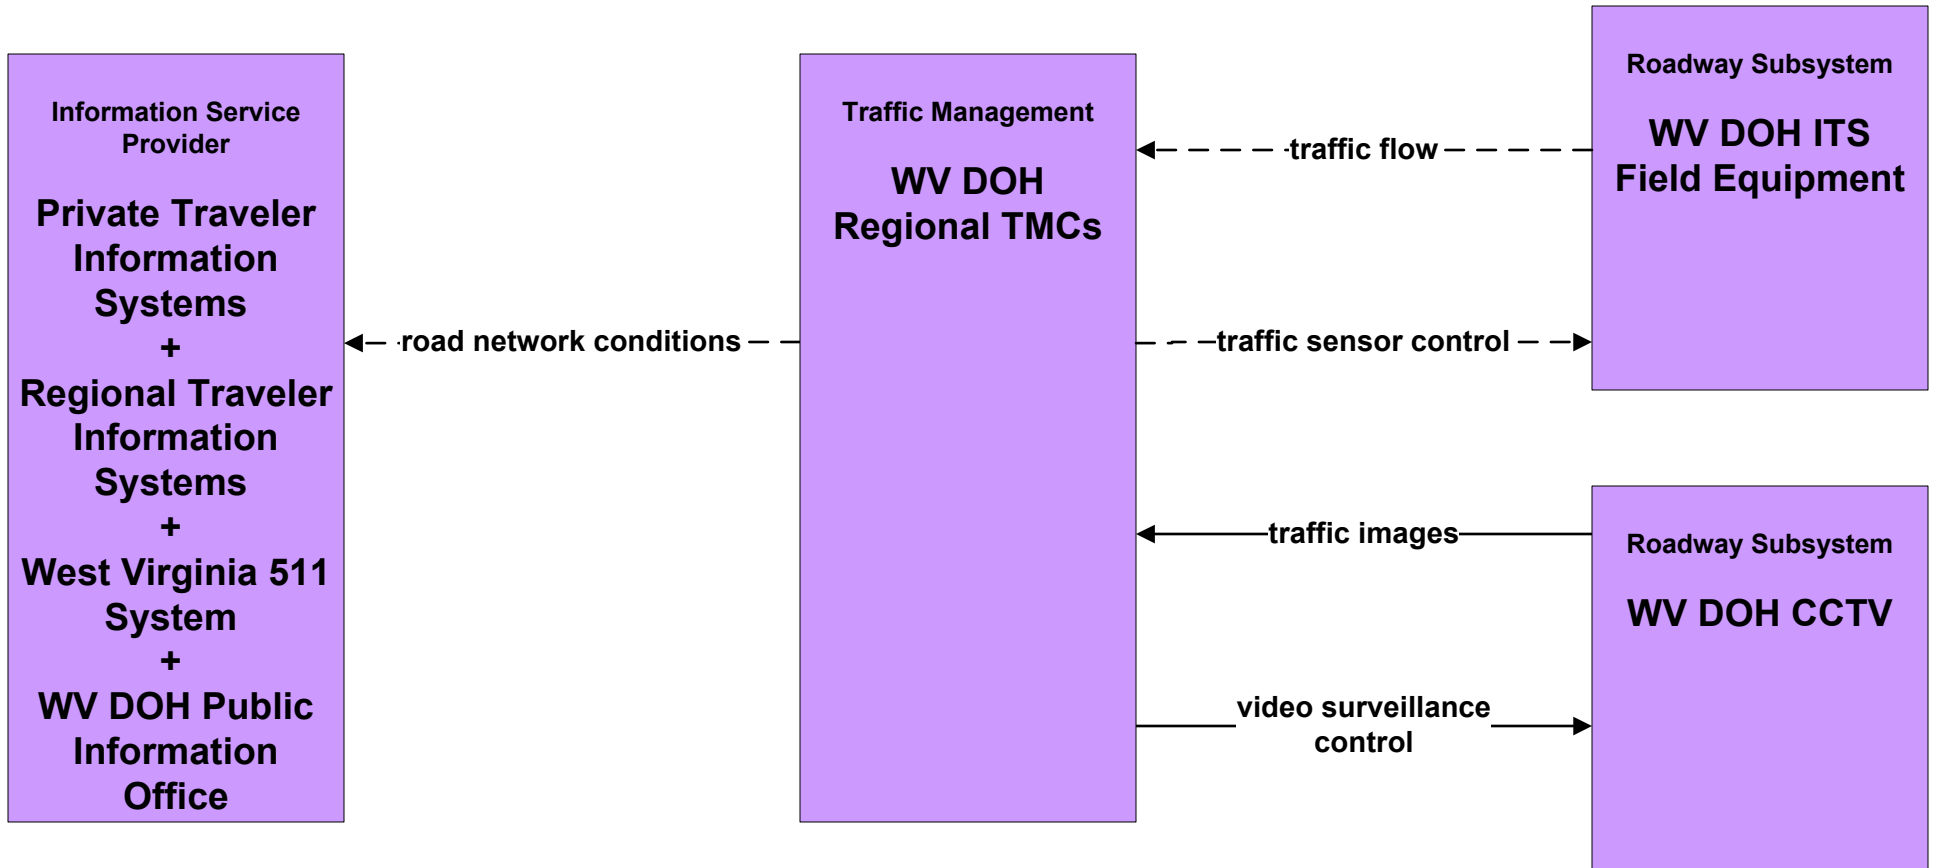 Information Service
Provider
Private Traveler
Information
Systems
+
Regional Traveler
Information
Systems
+
West Virginia 511
System
+
WV DOH Public
Information
Office
road network conditions
Traffic Management
WV DOH
Regional TMCs
traffic flow
traffic sensor control
traffic images
video surveillance
control
Roadway Subsystem
WV DOH ITS
Field Equipment
Roadway Subsystem
WV DOH CCTV